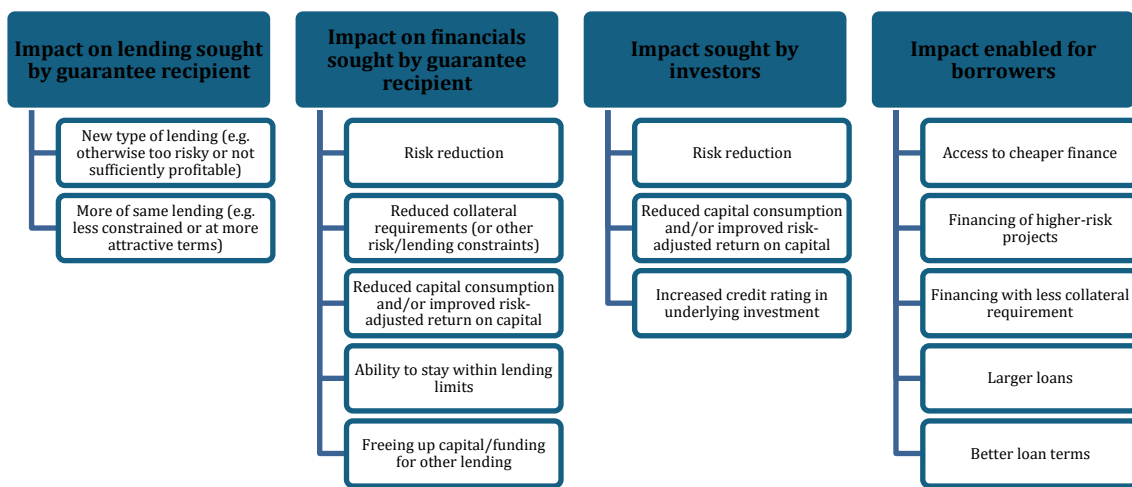 Impact on lending sought
by guarantee recipient
New type of lending (e.g.
otherwise too risky or not
sufficiently profitable)
More of same lending (e.g.
less constrained or at more
attractive terms)
Impact on financials
sought by guarantee
recipient
Risk reduction
Reduced collateral
requirements (or other
risk/lending constraints)
Reduced capital consumption
and/or improved risk-
adjusted return on capital
Ability to stay within lending
limits
Freeing up capital/funding
for other lending
Impact sought by
investors
Risk reduction
Reduced capital consumption
and/or improved risk-
adjusted return on capital
Increased credit rating in
underlying investment
Impact enabled for
borrowers
Access to cheaper finance
Financing of higher-risk
projects
Financing with less collateral
requirement
Larger loans
Better loan terms